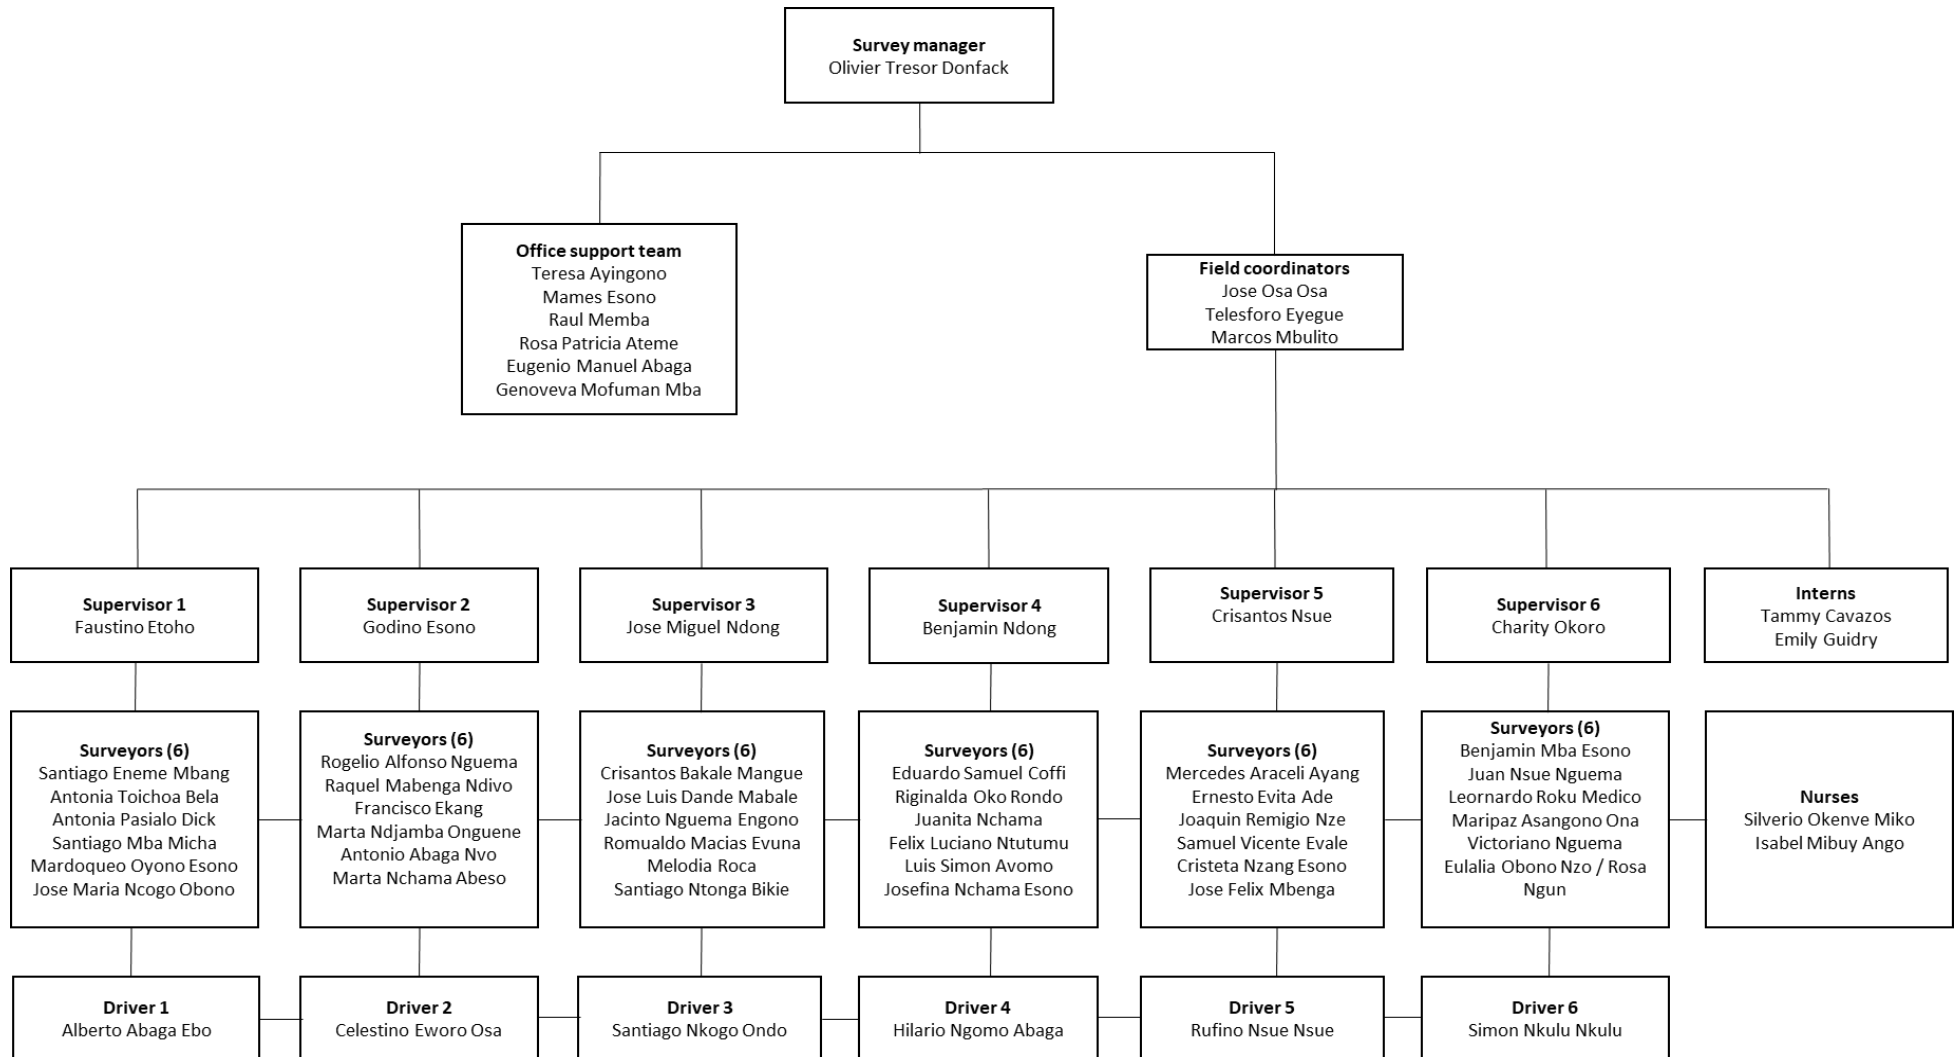 Survey manager
Olivier Tresor Donfack
Office support team
Teresa Ayingono
Mames Esono
Raul Memba
Rosa Patricia Ateme
Eugenio Manuel Abaga
Genoveva Mofuman Mba
Field coordinators
Jose Osa Osa
Telesforo Eyegue
Marcos Mbulito
Supervisor 1
Faustino Etoho
Supervisor 2
Godino Esono
Supervisor 3
Jose Miguel Ndong
Supervisor 4
Benjamin Ndong
Supervisor 5
Crisantos Nsue
Supervisor 6
Charity Okoro
Interns
Tammy Cavazos
Emily Guidry
Surveyors (6)
Santiago Eneme Mbang
Antonia Toichoa Bela
Antonia Pasialo Dick
Santiago Mba Micha
Mardoqueo Oyono Esono
Jose Maria Ncogo Obono
Surveyors (6)
Rogelio Alfonso Nguema
Raquel Mabenga Ndivo
Francisco Ekang
Marta Ndjamba Onguene
Antonio Abaga Nvo
Marta Nchama Abeso
Surveyors (6)
Crisantos Bakale Mangue
Jose Luis Dande Mabale
Jacinto Nguema Engono
Romualdo Macias Evuna
Melodia Roca
Santiago Ntonga Bikie
Surveyors (6)
Eduardo Samuel Coffi
Riginalda Oko Rondo
Juanita Nchama
Felix Luciano Ntutumu
Luis Simon Avomo
Josefina Nchama Esono
Surveyors (6)
Mercedes Araceli Ayang
Ernesto Evita Ade
Joaquin Remigio Nze
Samuel Vicente Evale
Cristeta Nzang Esono
Jose Felix Mbenga
Surveyors (6)
Benjamin Mba Esono
Juan Nsue Nguema
Leornardo Roku Medico
Maripaz Asangono Ona
Victoriano Nguema
Eulalia Obono Nzo / Rosa
Ngun
Nurses
Silverio Okenve Miko
Isabel Mibuy Ango
Driver 1
Alberto Abaga Ebo
Driver 2
Celestino Eworo Osa
Driver 3
Santiago Nkogo Ondo
Driver 4
Hilario Ngomo Abaga
Driver 5
Rufino Nsue Nsue
Driver 6
Simon Nkulu Nkulu